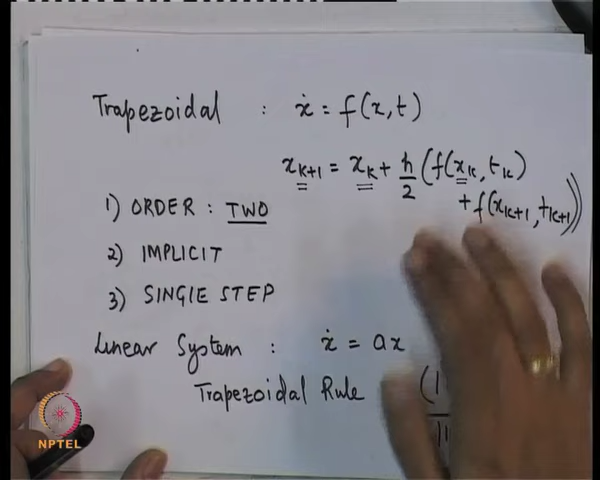 Trapezoidal : ẋ = f(x, t)
x_{k+1} = x_k + h/2 (f(x_k, t_k)
+ f(x_{k+1}, t_{k+1}))
1) ORDER : TWO
2) IMPLICIT
3) SINGLE STEP
Linear System : ẋ = ax
Trapezoidal Rule
NPTEL